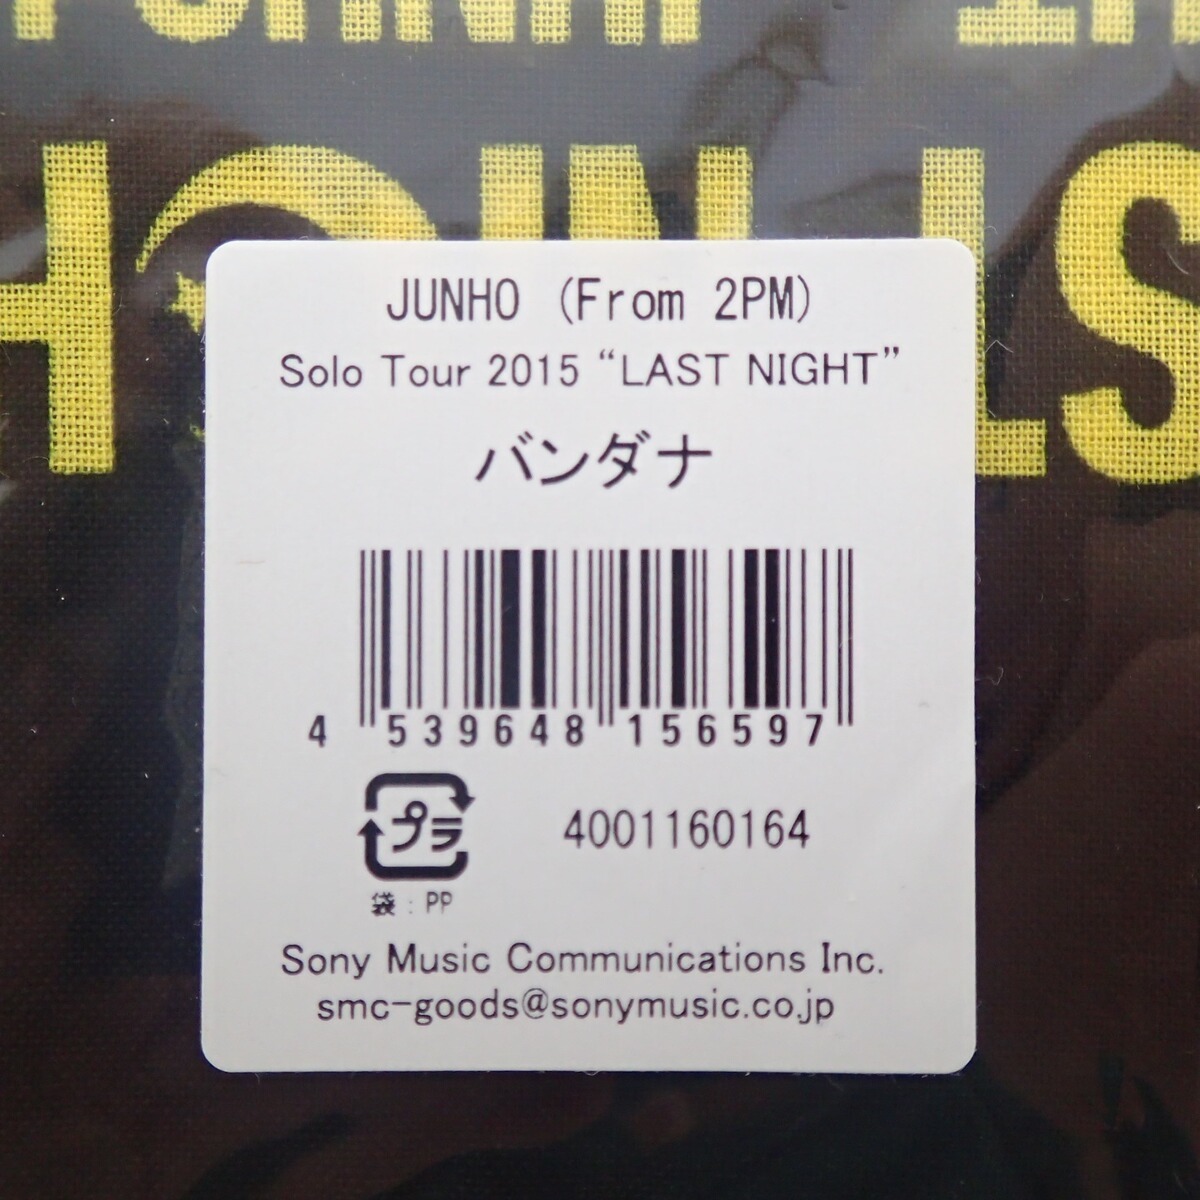 JUNHO (From 2PM)
Solo Tour 2015 “LAST NIGHT”
バンダナ
4 539648 156597
プラ
4001160164
袋：PP
Sony Music Communications Inc.
smc-goods@sonymusic.co.jp